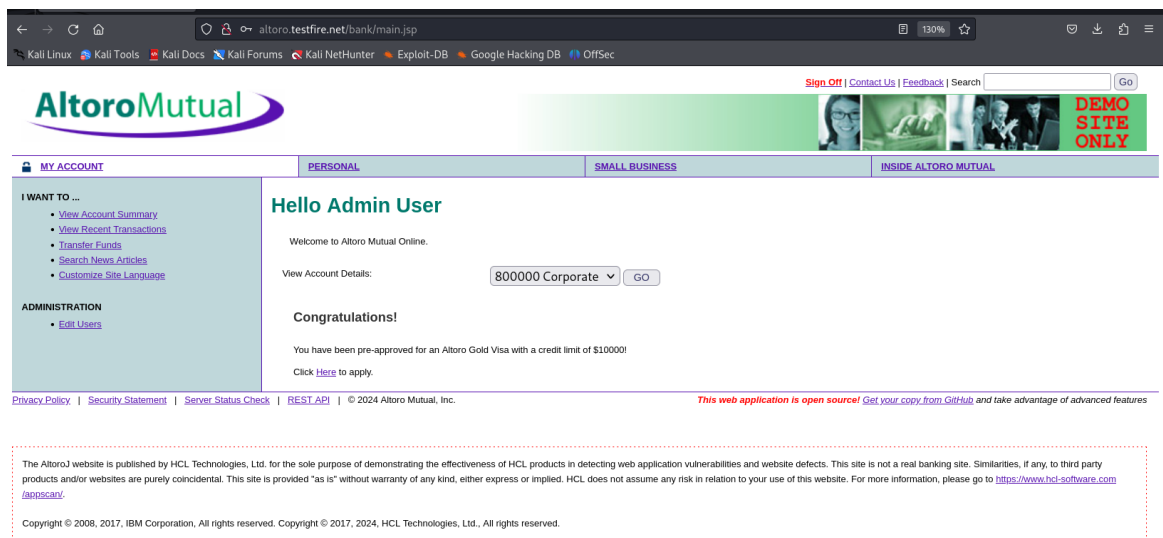 altoro.testfire.net/bank/main.jsp
130%
Kali Linux Kali Tools Kali Docs Kali Forums Kali NetHunter Exploit-DB Google Hacking DB OffSec
Sign Off | Contact Us | Feedback | Search
Go
AltoroMutual
DEMO
SITE
ONLY
MY ACCOUNT PERSONAL SMALL BUSINESS INSIDE ALTORO MUTUAL
I WANT TO ...
• View Account Summary
• View Recent Transactions
• Transfer Funds
• Search News Articles
• Customize Site Language
ADMINISTRATION
• Edit Users
Hello Admin User
Welcome to Altoro Mutual Online.
View Account Details: 800000 Corporate GO
Congratulations!
You have been pre-approved for an Altoro Gold Visa with a credit limit of $10000!
Click Here to apply.
Privacy Policy | Security Statement | Server Status Check | REST API | © 2024 Altoro Mutual, Inc.
This web application is open source! Get your copy from GitHub and take advantage of advanced features
The AltoroJ website is published by HCL Technologies, Ltd. for the sole purpose of demonstrating the effectiveness of HCL products in detecting web application vulnerabilities and website defects. This site is not a real banking site. Similarities, if any, to third party
products and/or websites are purely coincidental. This site is provided "as is" without warranty of any kind, either express or implied. HCL does not assume any risk in relation to your use of this website. For more information, please go to https://www.hcl-software.com
/appscan/.
Copyright © 2008, 2017, IBM Corporation, All rights reserved. Copyright © 2017, 2024, HCL Technologies, Ltd., All rights reserved.